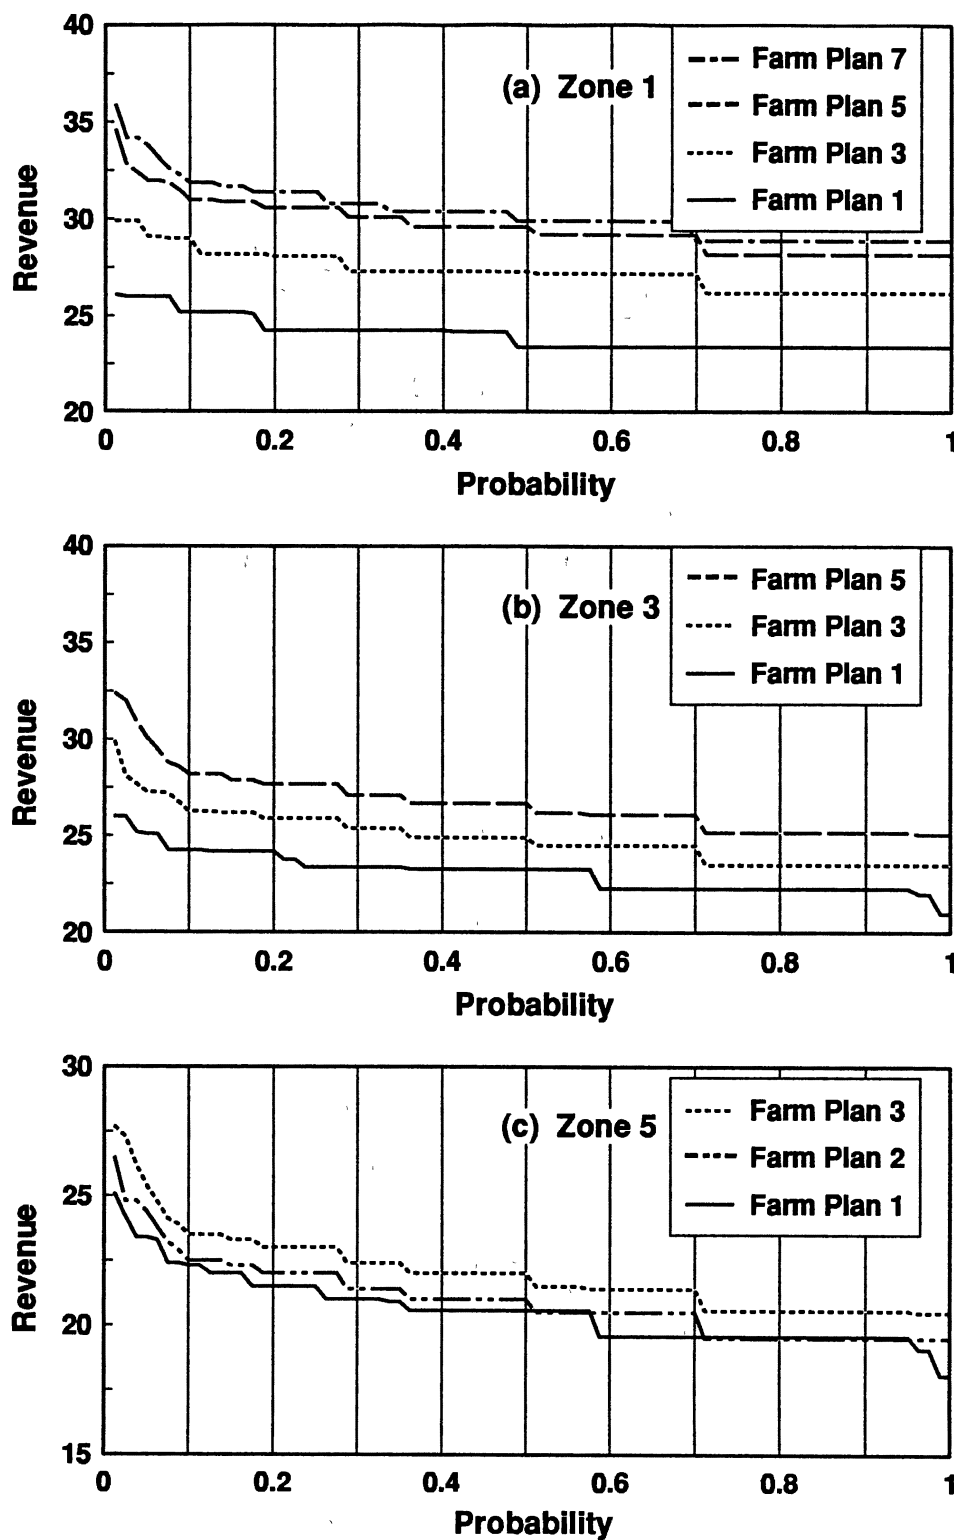 40
35
30
25
20
Revenue
(a) Zone 1
Farm Plan 7
Farm Plan 5
Farm Plan 3
Farm Plan 1
0 0.2 0.4 0.6 0.8 1
Probability
40
35
30
25
20
Revenue
(b) Zone 3
Farm Plan 5
Farm Plan 3
Farm Plan 1
0 0.2 0.4 0.6 0.8 1
Probability
30
25
20
15
Revenue
(c) Zone 5
Farm Plan 3
Farm Plan 2
Farm Plan 1
0 0.2 0.4 0.6 0.8 1
Probability